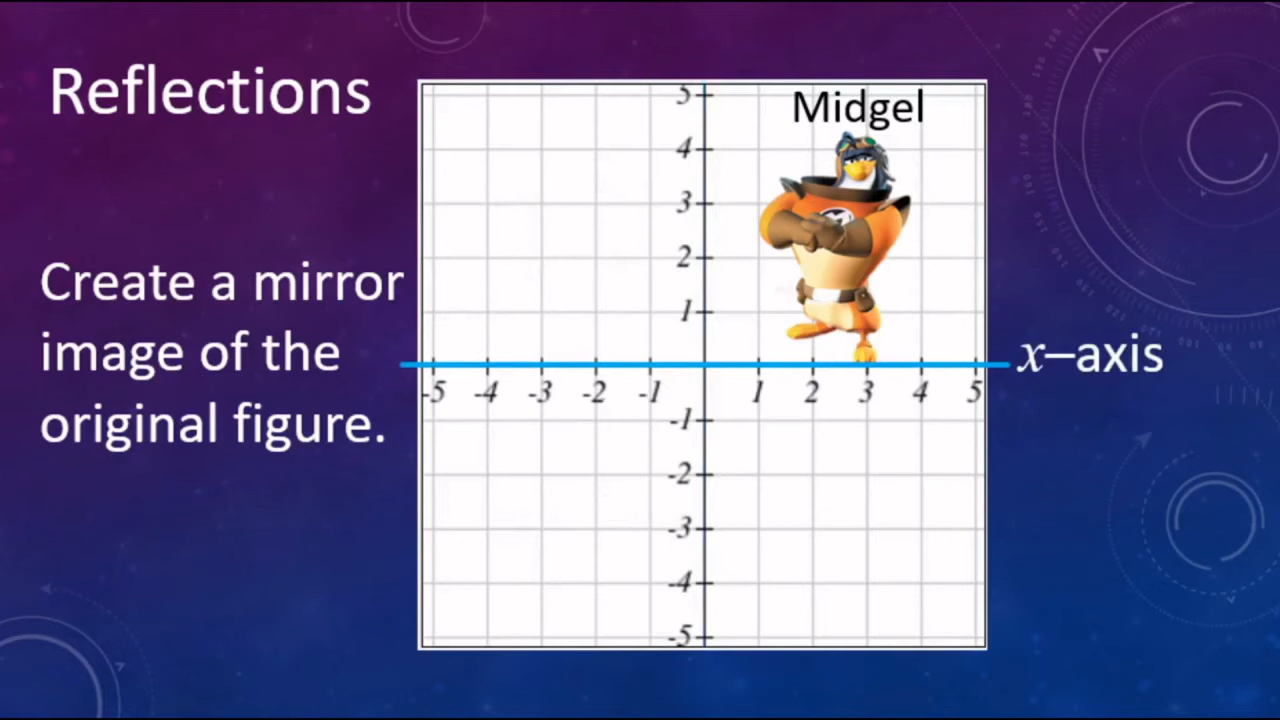 Reflections
Midgel
Create a mirror
image of the
original figure.
5
4
3
2
1
x–axis
-5 -4 -3 -2 -1 1 2 3 4 5
-1
-2
-3
-4
-5
M